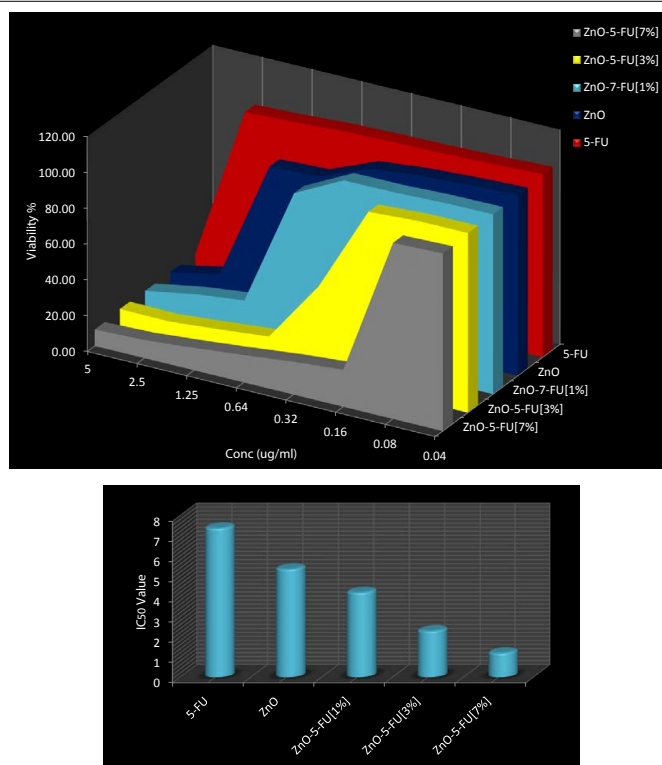 ZnO-5-FU[7%]
ZnO-5-FU[3%]
ZnO-7-FU[1%]
ZnO
5-FU
120.00
100.00
80.00
60.00
40.00
20.00
0.00
Viability %
5
2.5
1.25
0.64
0.32
0.16
0.08
0.04
Conc (ug/ml)
5-FU
ZnO
ZnO-7-FU[1%]
ZnO-5-FU[3%]
ZnO-5-FU[7%]
8
7
6
5
4
3
2
1
0
IC50 Value
5-FU
ZnO
ZnO-5-FU[1%]
ZnO-5-FU[3%]
ZnO-5-FU[7%]